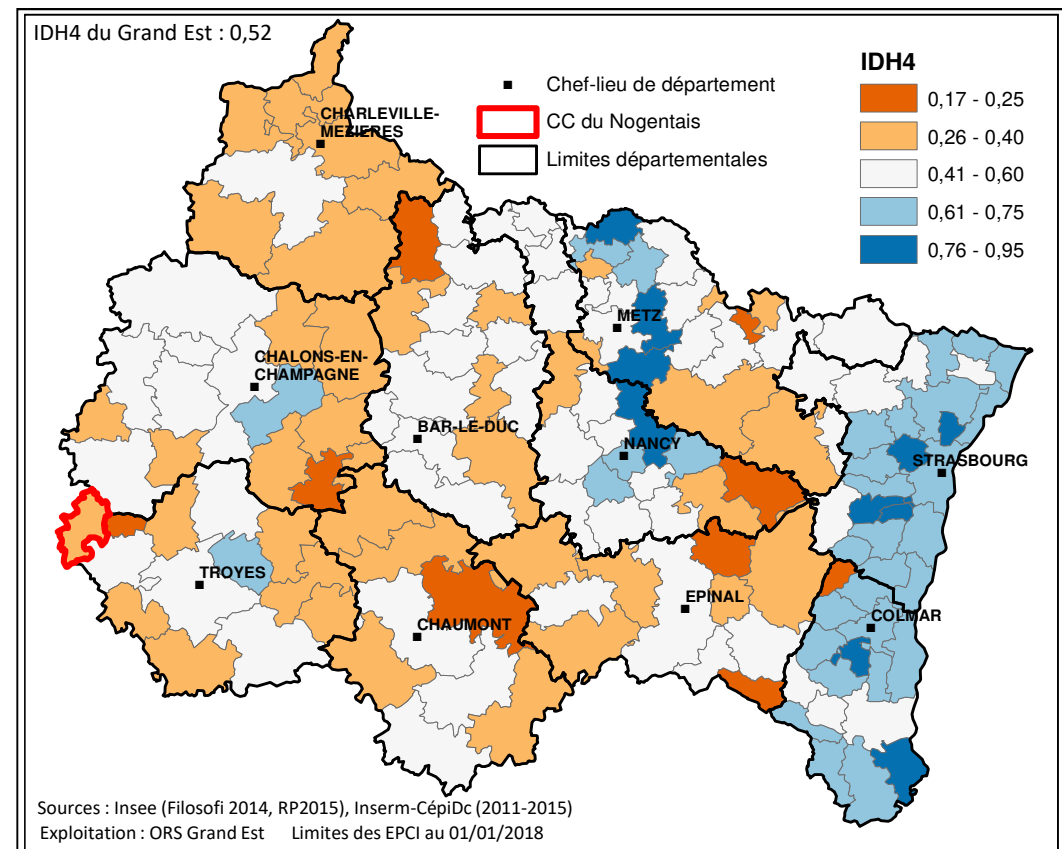 IDH4 du Grand Est : 0,52
Chef-lieu de département
CC du Nogentais
Limites départementales
IDH4
0,17 - 0,25
0,26 - 0,40
0,41 - 0,60
0,61 - 0,75
0,76 - 0,95
CHARLEVILLE-
MEZIERES
METZ
CHALONS-EN-
CHAMPAGNE
BAR-LE-DUC
NANCY
STRASBOURG
TROYES
EPINAL
CHAUMONT
COLMAR
Sources : Insee (Filosofi 2014, RP2015), Inserm-CépiDc (2011-2015)
Exploitation : ORS Grand Est Limites des EPCI au 01/01/2018